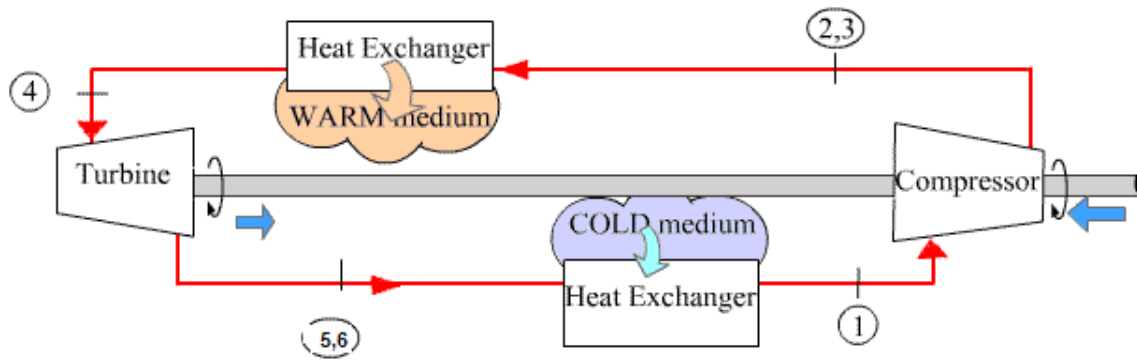 2,3
Heat Exchanger
4
WARM medium
Turbine
Compressor
COLD medium
Heat Exchanger
1
5,6